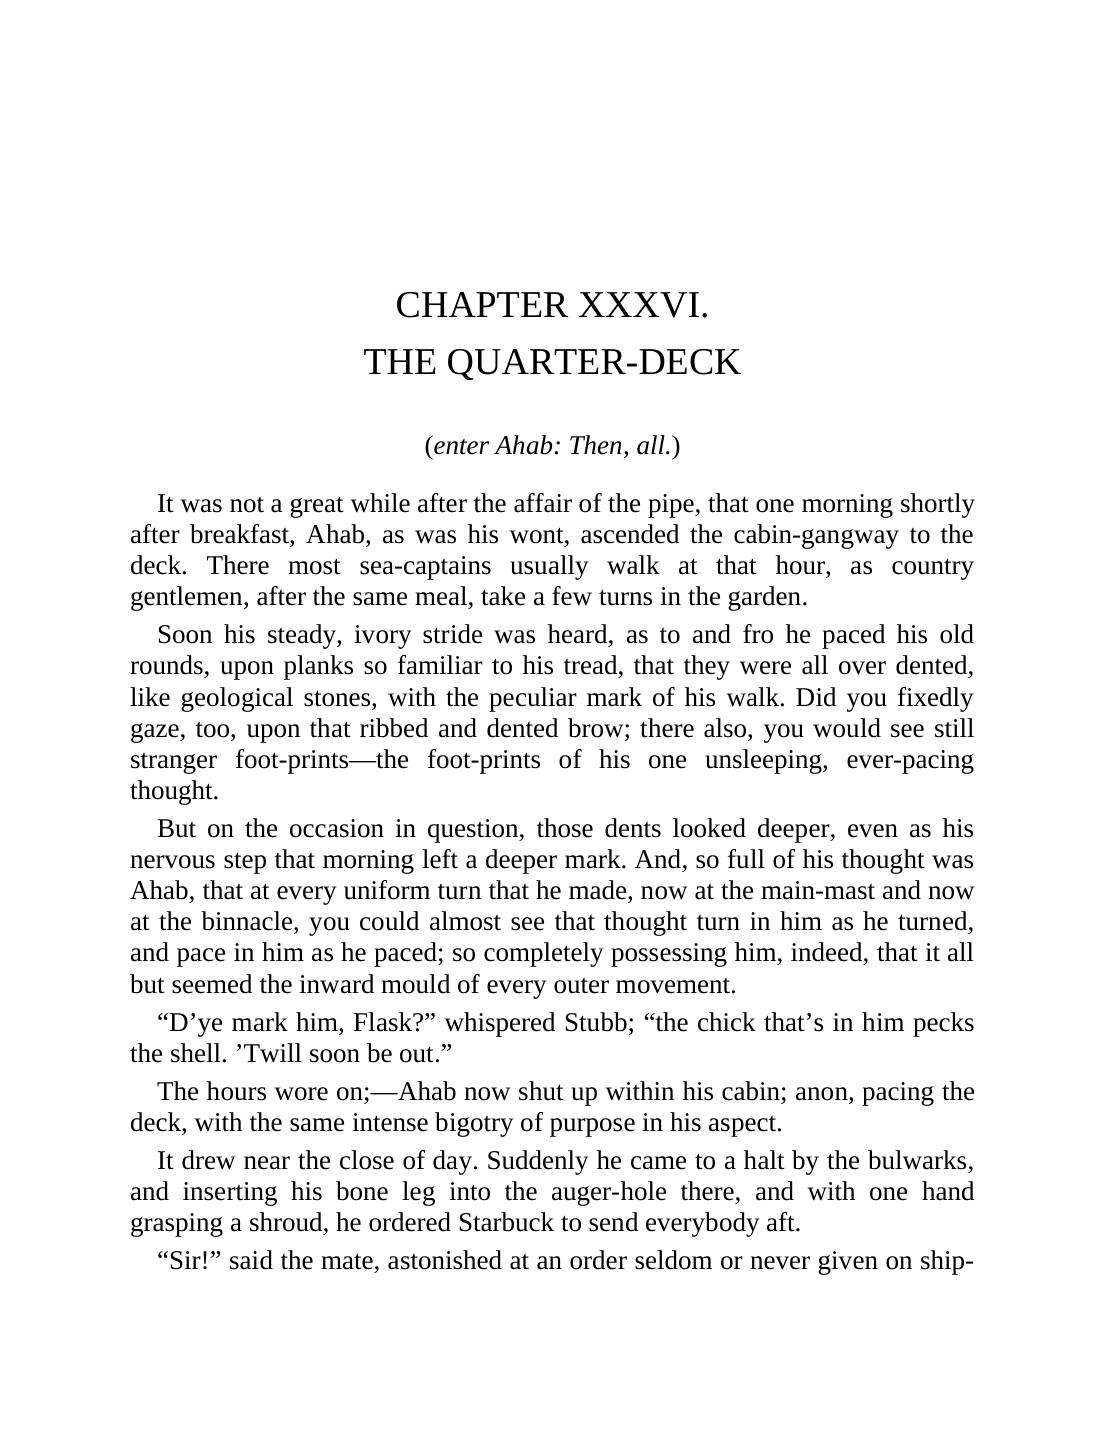 CHAPTER XXXVI.
THE QUARTER-DECK
(enter Ahab: Then, all.)
It was not a great while after the affair of the pipe, that one morning shortly
after breakfast, Ahab, as was his wont, ascended the cabin-gangway to the
deck. There most sea-captains usually walk at that hour, as country
gentlemen, after the same meal, take a few turns in the garden.
Soon his steady, ivory stride was heard, as to and fro he paced his old
rounds, upon planks so familiar to his tread, that they were all over dented,
like geological stones, with the peculiar mark of his walk. Did you fixedly
gaze, too, upon that ribbed and dented brow; there also, you would see still
stranger foot-prints—the foot-prints of his one unsleeping, ever-pacing
thought.
But on the occasion in question, those dents looked deeper, even as his
nervous step that morning left a deeper mark. And, so full of his thought was
Ahab, that at every uniform turn that he made, now at the main-mast and now
at the binnacle, you could almost see that thought turn in him as he turned,
and pace in him as he paced; so completely possessing him, indeed, that it all
but seemed the inward mould of every outer movement.
“D’ye mark him, Flask?” whispered Stubb; “the chick that’s in him pecks
the shell. ’Twill soon be out.”
The hours wore on;—Ahab now shut up within his cabin; anon, pacing the
deck, with the same intense bigotry of purpose in his aspect.
It drew near the close of day. Suddenly he came to a halt by the bulwarks,
and inserting his bone leg into the auger-hole there, and with one hand
grasping a shroud, he ordered Starbuck to send everybody aft.
“Sir!” said the mate, astonished at an order seldom or never given on ship-